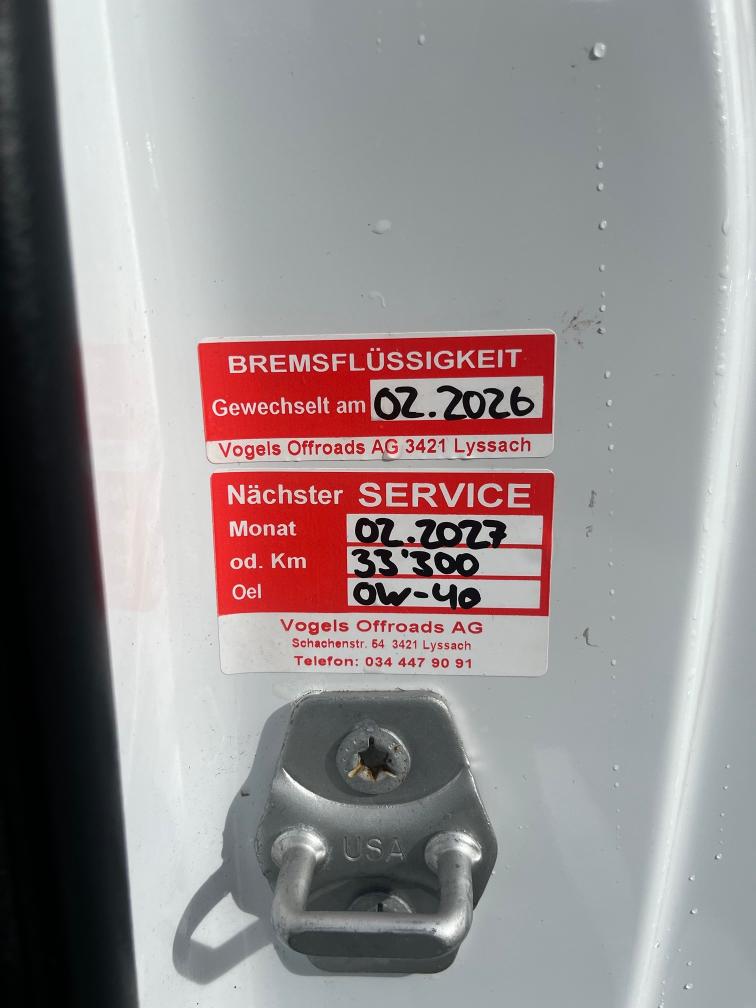 BREMSFLÜSSIGKEIT
Gewechselt am 02.2026
Vogels Offroads AG 3421 Lyssach
Nächster SERVICE
Monat 02.2027
od. Km 33'300
Oel 0W-40
Vogels Offroads AG
Schachenstr. 54 3421 Lyssach
Telefon: 034 447 90 91
USA